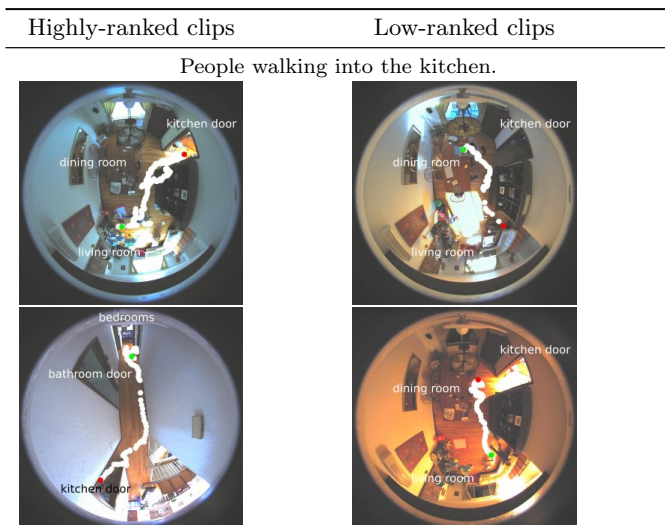 Highly-ranked clips Low-ranked clips
People walking into the kitchen.
kitchen door
dining room
living room
kitchen door
dining room
living room
bedrooms
bathroom door
kitchen door
kitchen door
dining room
living room